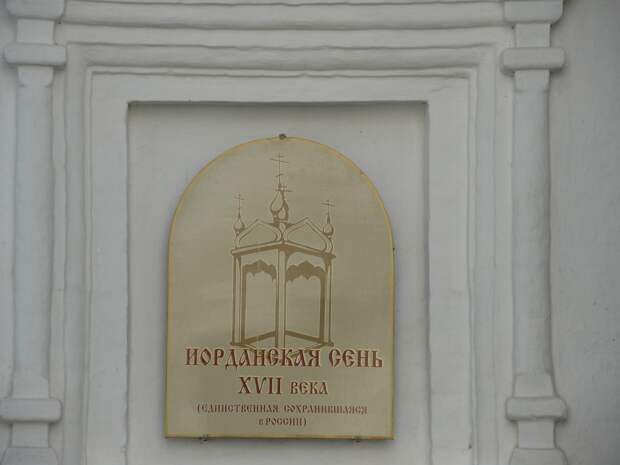 ИОРДАНСКАЯ СЕНЬ
XVII ВЕКА
(ЕДИНСТВЕННАЯ, СОХРАНИВШАЯСЯ
В РОССИИ)